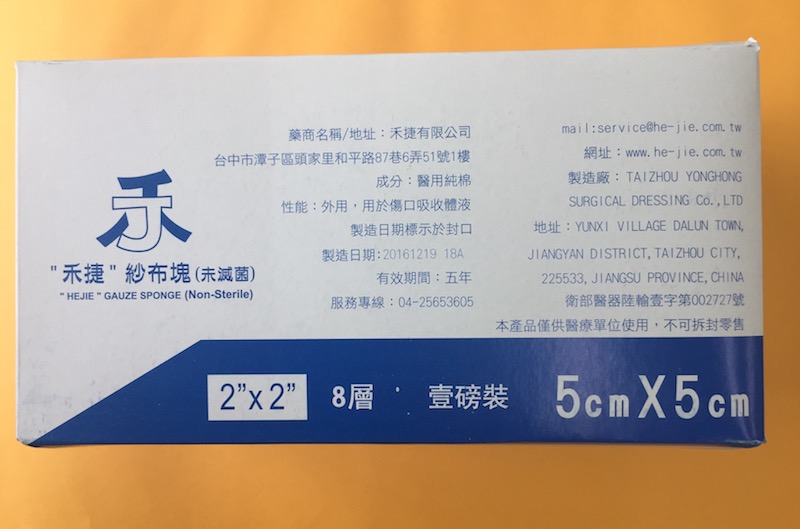 禾捷
"禾捷"紗布塊(未滅菌)
"HEJIE" GAUZE SPONGE (Non-Sterile)
藥商名稱/地址：禾捷有限公司
台中市潭子區頭家里和平路87巷6弄51號1樓
成分：醫用純棉
性能：外用，用於傷口吸收體液
製造日期標示於封口
製造日期:20161219 18A
有效期間：五年
服務專線：04-25653605
mail:service@he-jie.com.tw
網址：www.he-jie.com.tw
製造廠：TAIZHOU YONGHONG
SURGICAL DRESSING Co.,LTD
地址：YUNXI VILLAGE DALUN TOWN,
JIANGYAN DISTRICT,TAIZHOU CITY,
225533,JIANGSU PROVINCE,CHINA
衛部醫器陸輸壹字第002727號
本產品僅供醫療單位使用，不可拆封零售
2"x2" 8層．壹磅裝 5cmX5cm